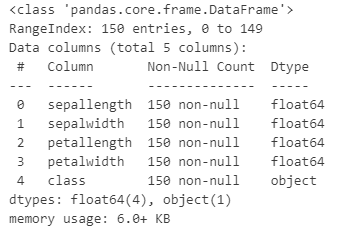 <class 'pandas.core.frame.DataFrame'>
RangeIndex: 150 entries, 0 to 149
Data columns (total 5 columns):
 #   Column       Non-Null Count  Dtype
---  ------       --------------  -----
 0   sepallength  150 non-null    float64
 1   sepalwidth   150 non-null    float64
 2   petallength  150 non-null    float64
 3   petalwidth   150 non-null    float64
 4   class        150 non-null    object
dtypes: float64(4), object(1)
memory usage: 6.0+ KB